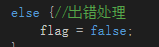 else {//出错处理
flag = false;
}